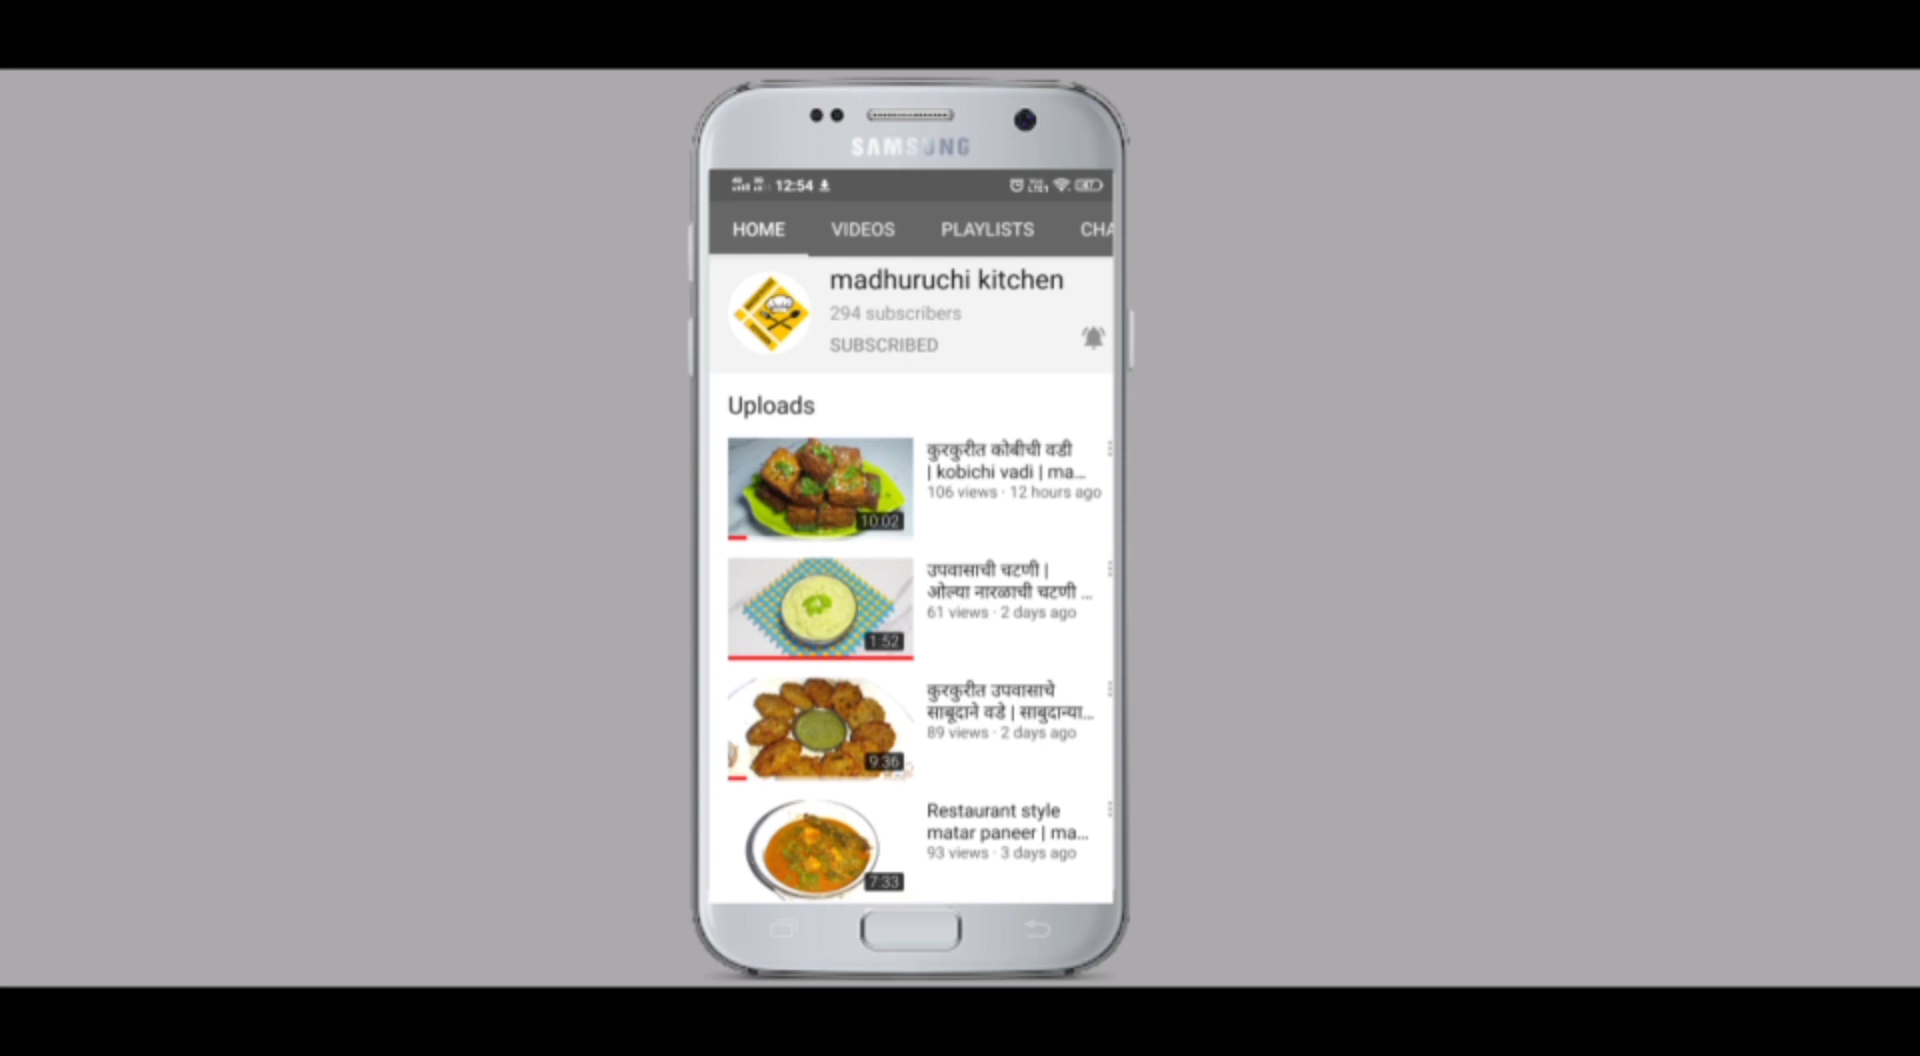 SAMSUNG
12:54
HOME VIDEOS PLAYLISTS CHA
madhuruchi kitchen
294 subscribers
SUBSCRIBED
Uploads
कुरकुरीत कोबीची वडी
| kobichi vadi | ma...
106 views · 12 hours ago
10:02
उपवासाची चटणी |
ओल्या नारळाची चटणी ...
61 views · 2 days ago
1:52
कुरकुरीत उपवासाचे
साबूदाने वडे | साबुदान्या...
89 views · 2 days ago
9:36
Restaurant style
matar paneer | ma...
93 views · 3 days ago
7:33